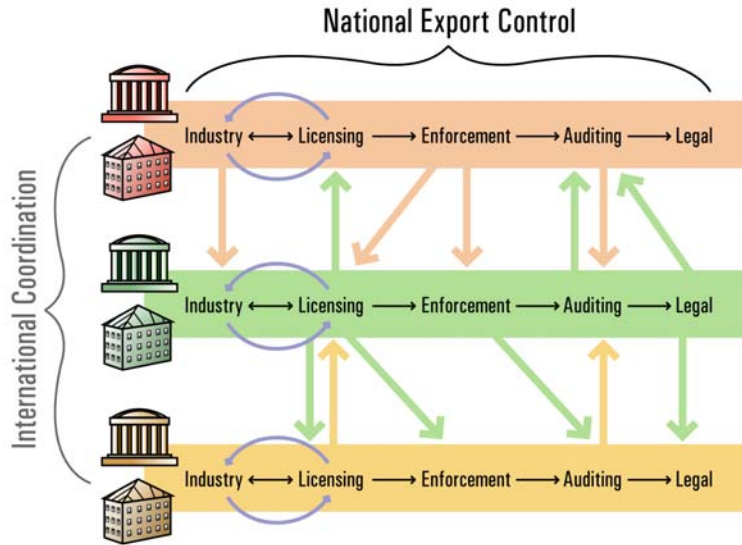 National Export Control
International Coordination
Industry Licensing Enforcement Auditing Legal
Industry Licensing Enforcement Auditing Legal
Industry Licensing Enforcement Auditing Legal